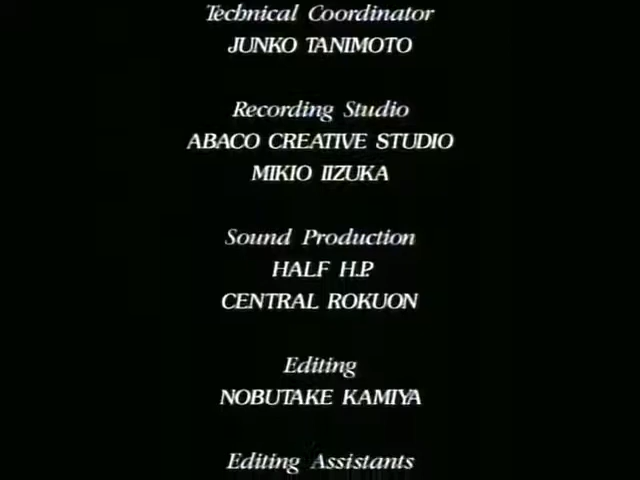 Technical Coordinator
JUNKO TANIMOTO
Recording Studio
ABACO CREATIVE STUDIO
MIKIO IIZUKA
Sound Production
HALF H.P.
CENTRAL ROKUON
Editing
NOBUTAKE KAMIYA
Editing Assistants